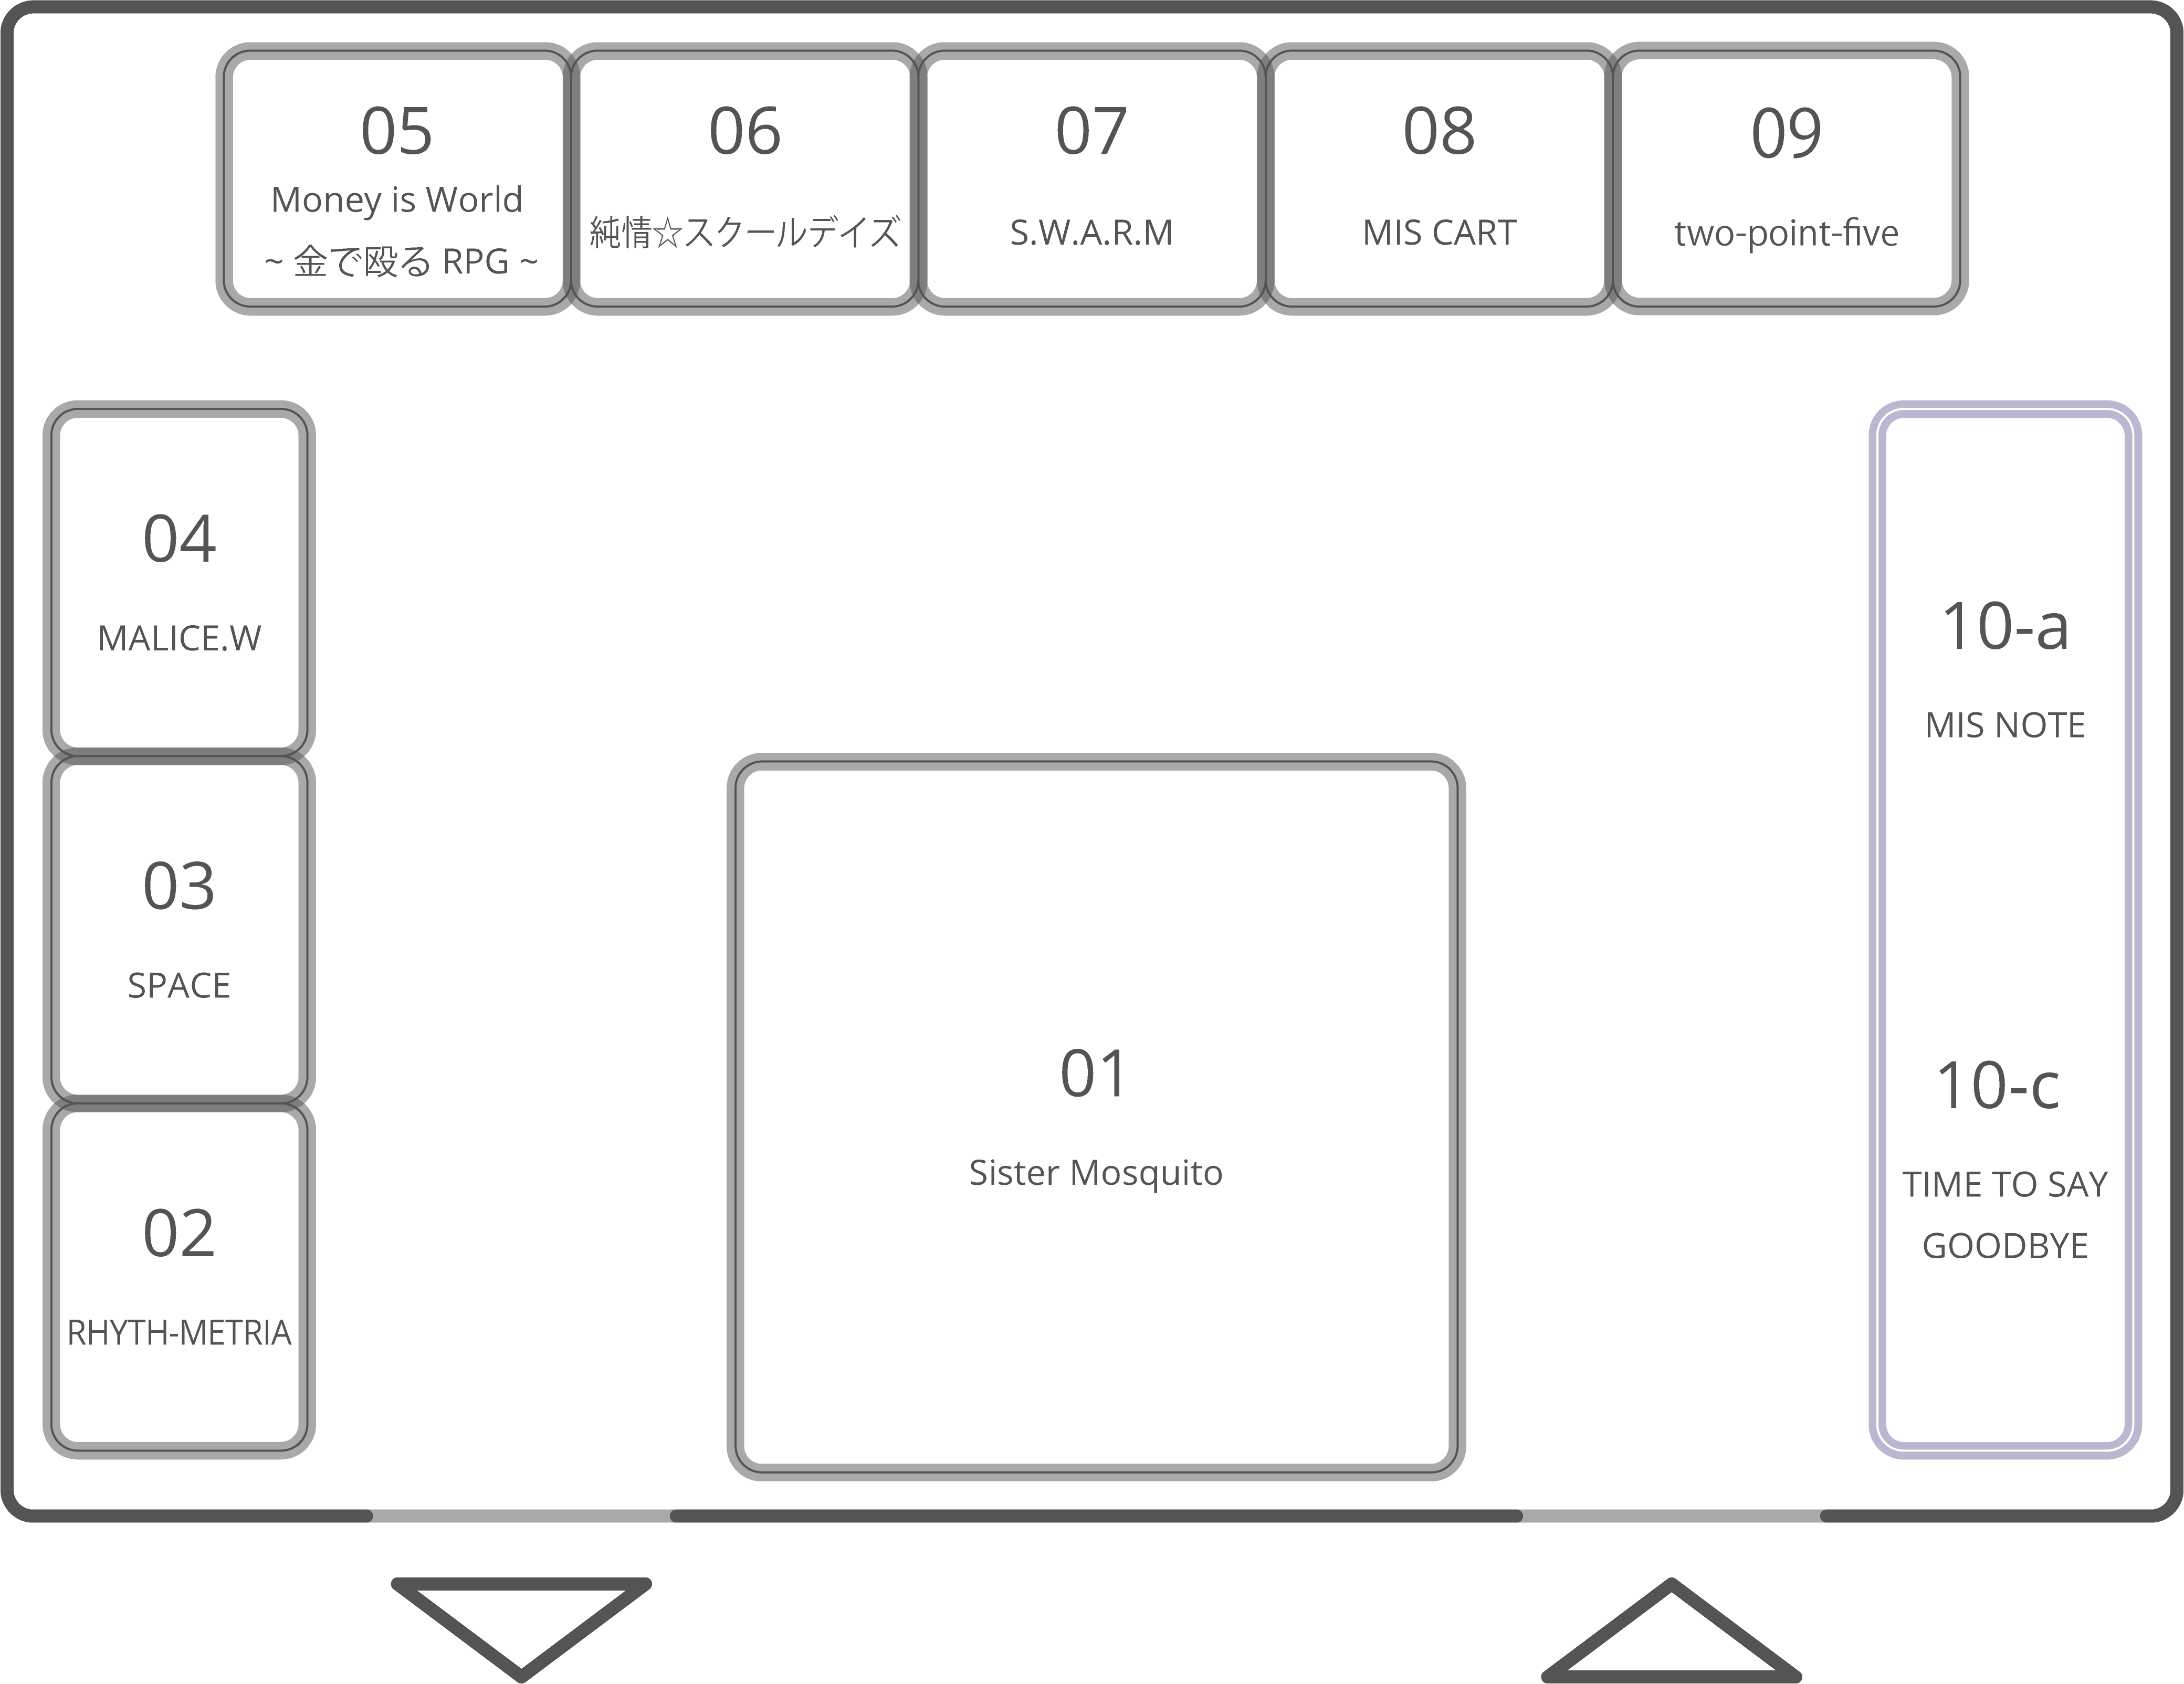 05
Money is World
~ 金で殴る RPG ~
06
純情☆スクールデイズ
07
S.W.A.R.M
08
MIS CART
09
two-point-five
04
MALICE.W
03
SPACE
02
RHYTH-METRIA
01
Sister Mosquito
10-a
MIS NOTE
10-c
TIME TO SAY
GOODBYE